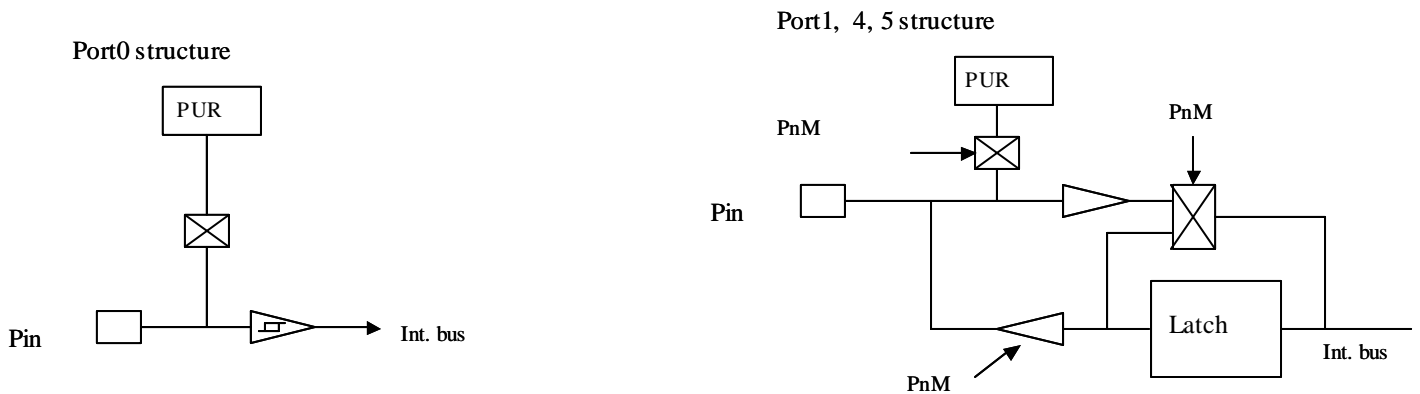 Port0 structure
PUR
Pin
Int. bus
Port1, 4, 5 structure
PUR
PnM
PnM
Pin
Latch
Int. bus
PnM